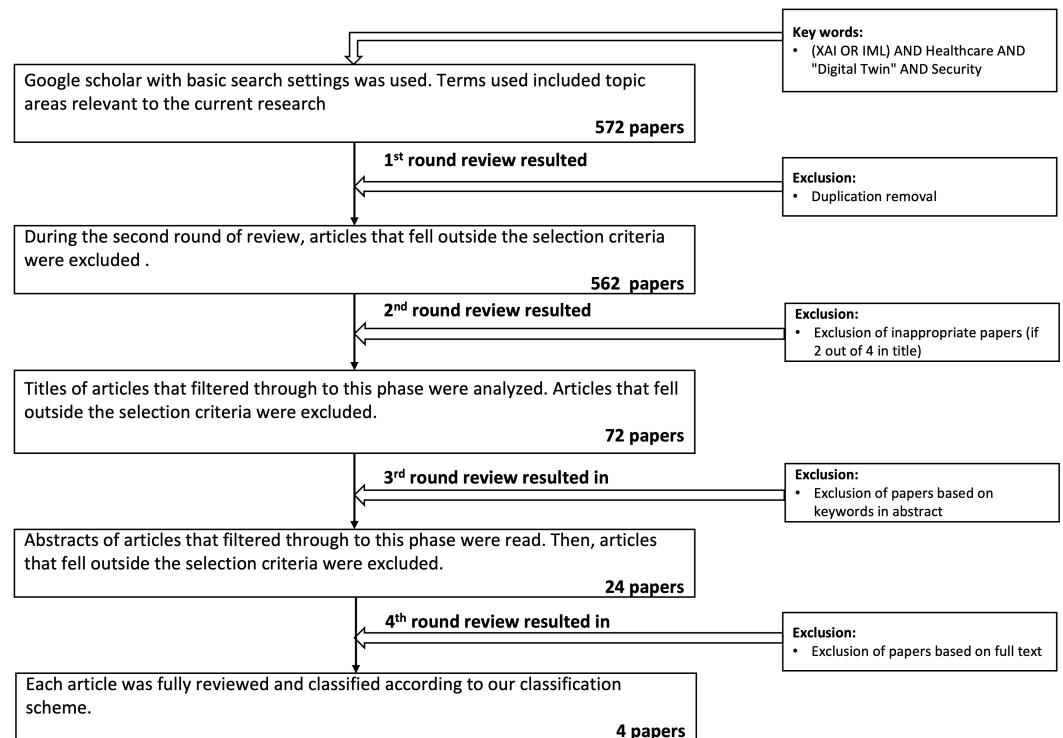 Key words:
• (XAI OR IML) AND Healthcare AND
"Digital Twin" AND Security
Google scholar with basic search settings was used. Terms used included topic
areas relevant to the current research
572 papers
1st round review resulted
Exclusion:
• Duplication removal
During the second round of review, articles that fell outside the selection criteria
were excluded .
562 papers
2nd round review resulted
Exclusion:
• Exclusion of inappropriate papers (if
2 out of 4 in title)
Titles of articles that filtered through to this phase were analyzed. Articles that fell
outside the selection criteria were excluded.
72 papers
3rd round review resulted in
Exclusion:
• Exclusion of papers based on
keywords in abstract
Abstracts of articles that filtered through to this phase were read. Then, articles
that fell outside the selection criteria were excluded.
24 papers
4th round review resulted in
Exclusion:
• Exclusion of papers based on full text
Each article was fully reviewed and classified according to our classification
scheme.
4 papers